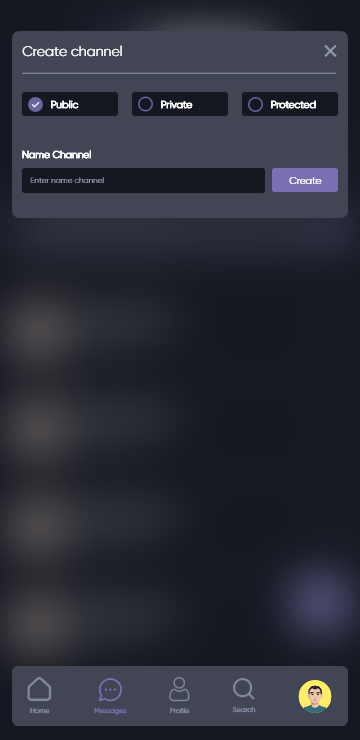 Create channel
Public
Private
Protected
Name Channel
Enter name channel
Create
Home
Messages
Profile
Search